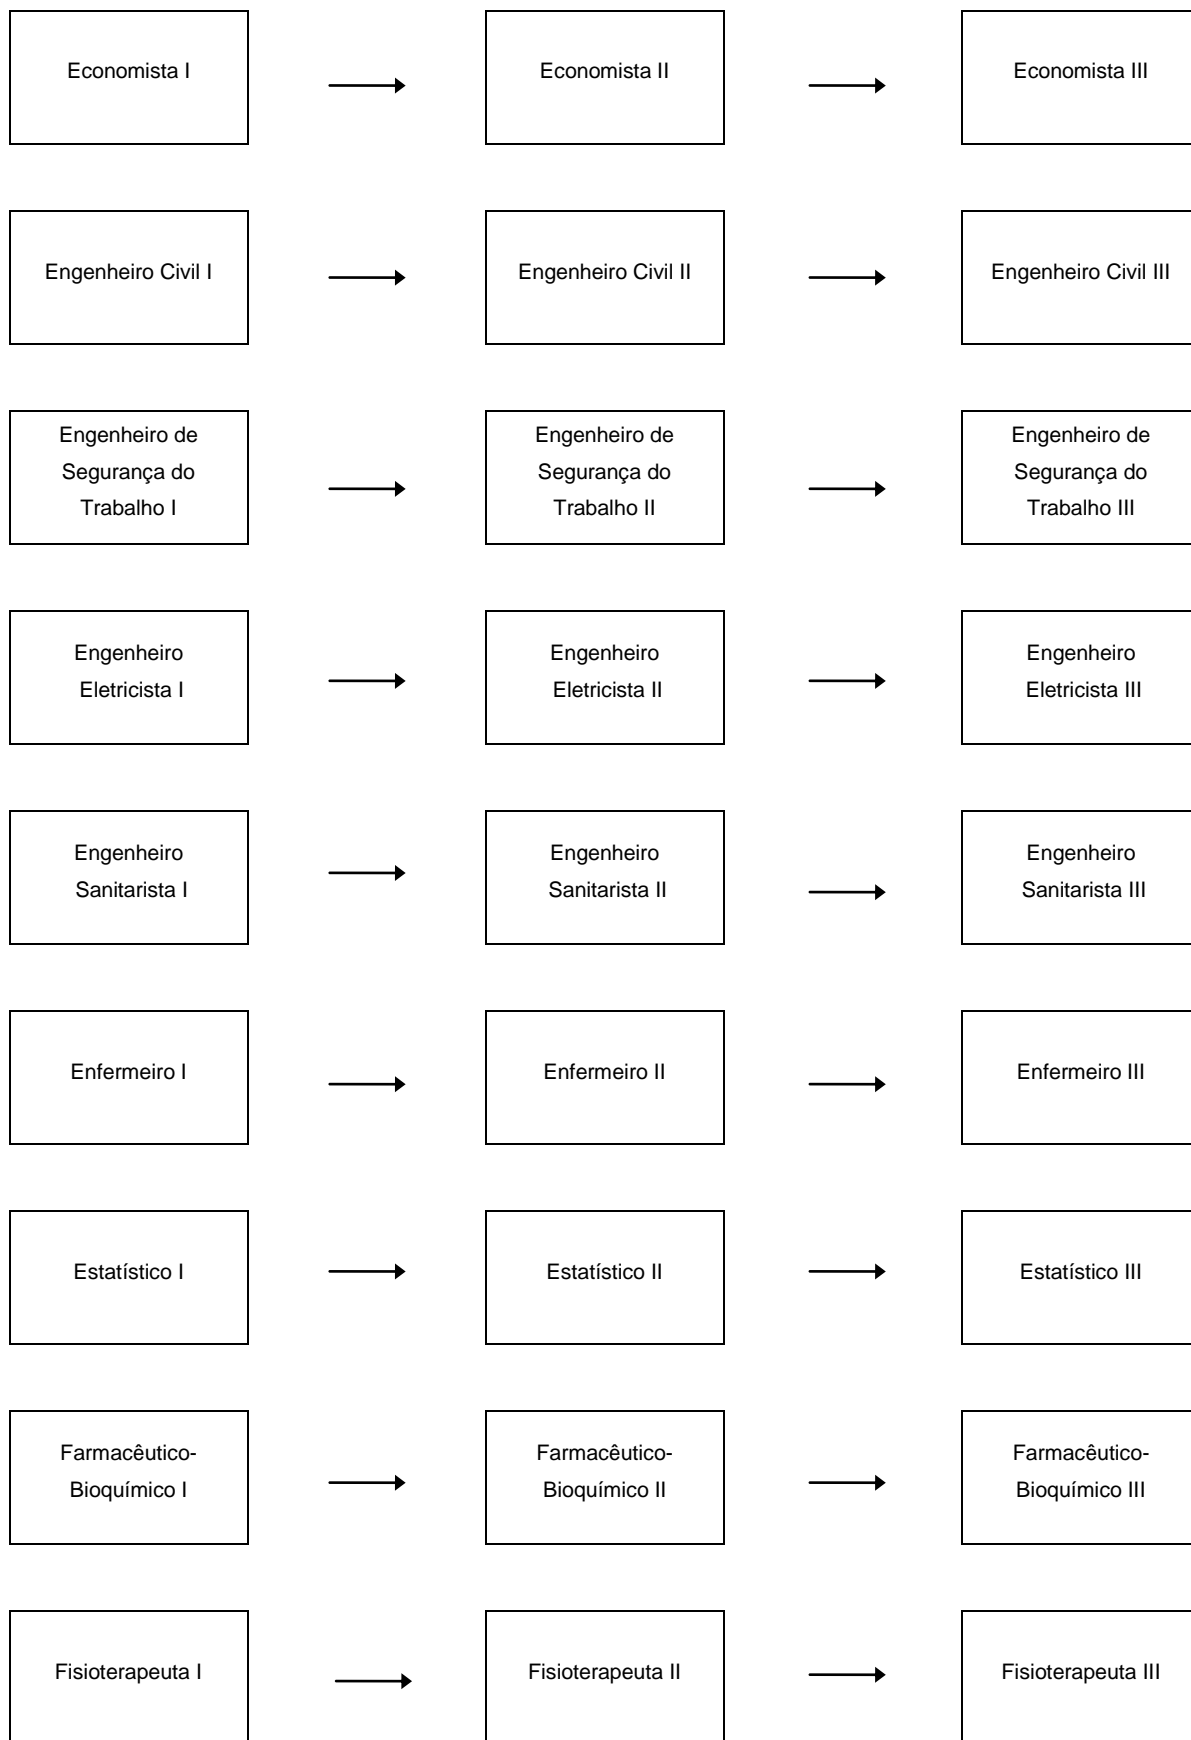 Economista I
Economista II
Economista III
Engenheiro Civil I
Engenheiro Civil II
Engenheiro Civil III
Engenheiro de
Segurança do
Trabalho I
Engenheiro de
Segurança do
Trabalho II
Engenheiro de
Segurança do
Trabalho III
Engenheiro
Eletricista I
Engenheiro
Eletricista II
Engenheiro
Eletricista III
Engenheiro
Sanitarista I
Engenheiro
Sanitarista II
Engenheiro
Sanitarista III
Enfermeiro I
Enfermeiro II
Enfermeiro III
Estatístico I
Estatístico II
Estatístico III
Farmacêutico-
Bioquímico I
Farmacêutico-
Bioquímico II
Farmacêutico-
Bioquímico III
Fisioterapeuta I
Fisioterapeuta II
Fisioterapeuta III